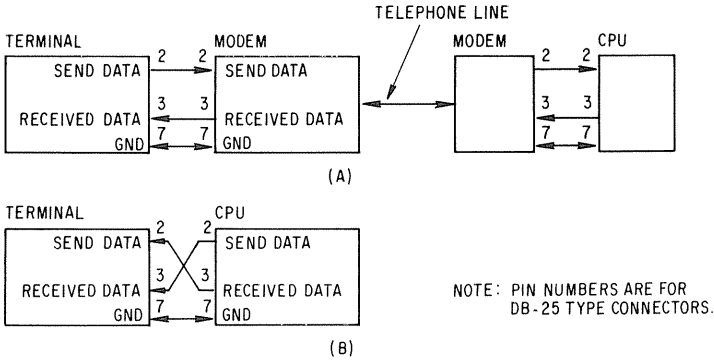 TELEPHONE LINE
TERMINAL
MODEM
MODEM
CPU
2 2
2 2
SEND DATA
SEND DATA
3 3
3 3
RECEIVED DATA
RECEIVED DATA
7 7
7 7
GND
GND
(A)
TERMINAL
CPU
2 2
SEND DATA
SEND DATA
3 3
RECEIVED DATA
RECEIVED DATA
7 7
GND
GND
NOTE: PIN NUMBERS ARE FOR
DB-25 TYPE CONNECTORS.
(B)